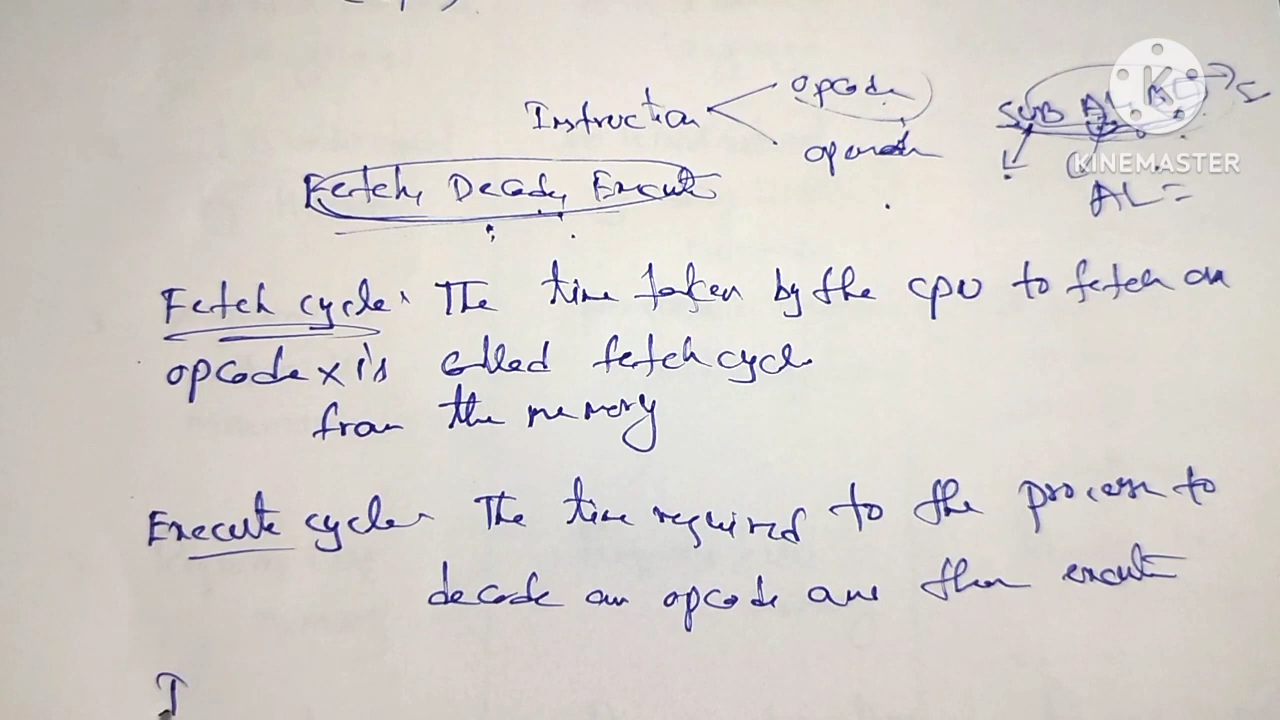 Instruction opcode
operand
SUB AL,
AL =
Fetch, Decode, Execute
Fetch cycle. The time taken by the CPU to fetch an
opcode x is called fetch cycle
from the memory
Execute cycle. The time required to the process to
decode an opcode and then execute
I
KINEMASTER